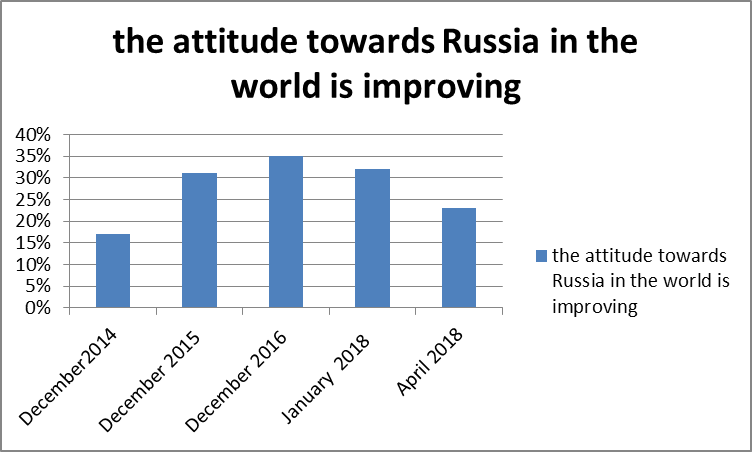 the attitude towards Russia in the
world is improving
40%
35%
30%
25%
20%
15%
10%
5%
0%
December2014
December 2015
December 2016
January  2018
April 2018
the attitude towards
Russia in the world is
improving